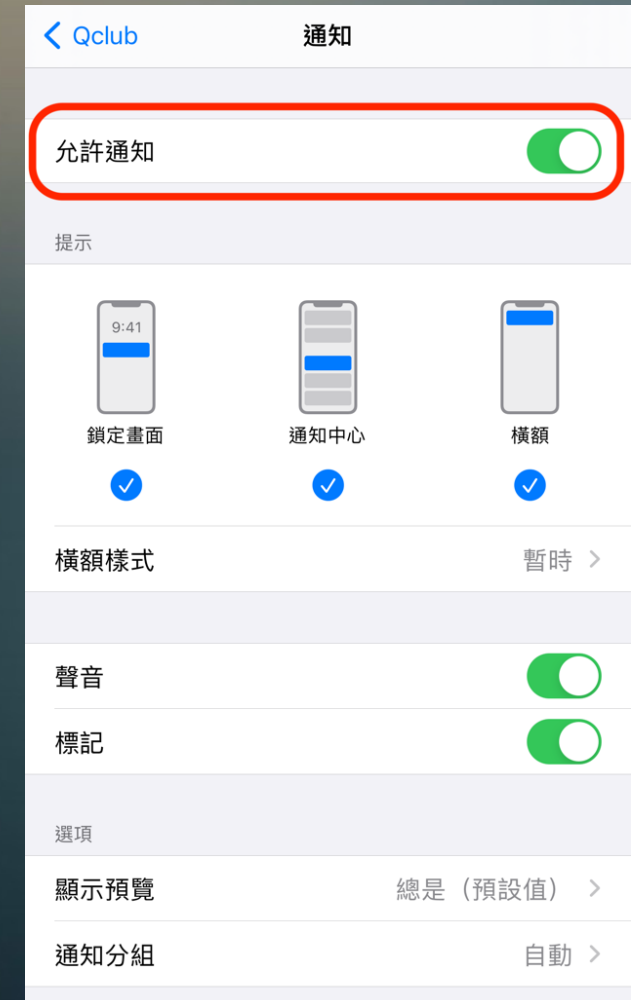 Qclub 通知
允許通知
提示
9:41
鎖定畫面 通知中心 橫額
橫額樣式 暫時
聲音
標記
選項
顯示預覽 總是（預設值）
通知分組 自動